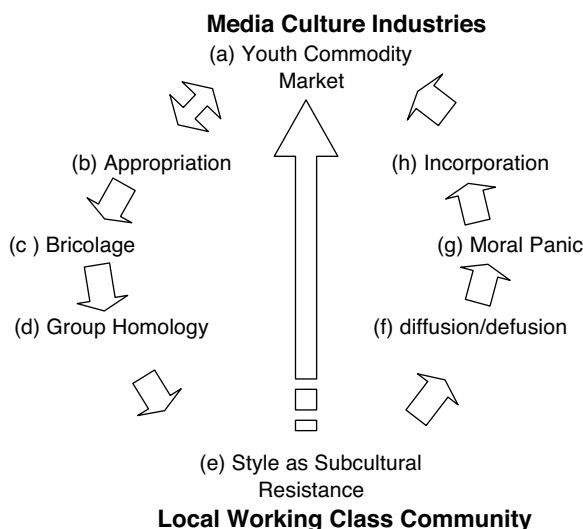 Media Culture Industries
(a) Youth Commodity
Market
(b) Appropriation
(h) Incorporation
(c ) Bricolage
(g) Moral Panic
(d) Group Homology
(f) diffusion/defusion
(e) Style as Subcultural
Resistance
Local Working Class Community